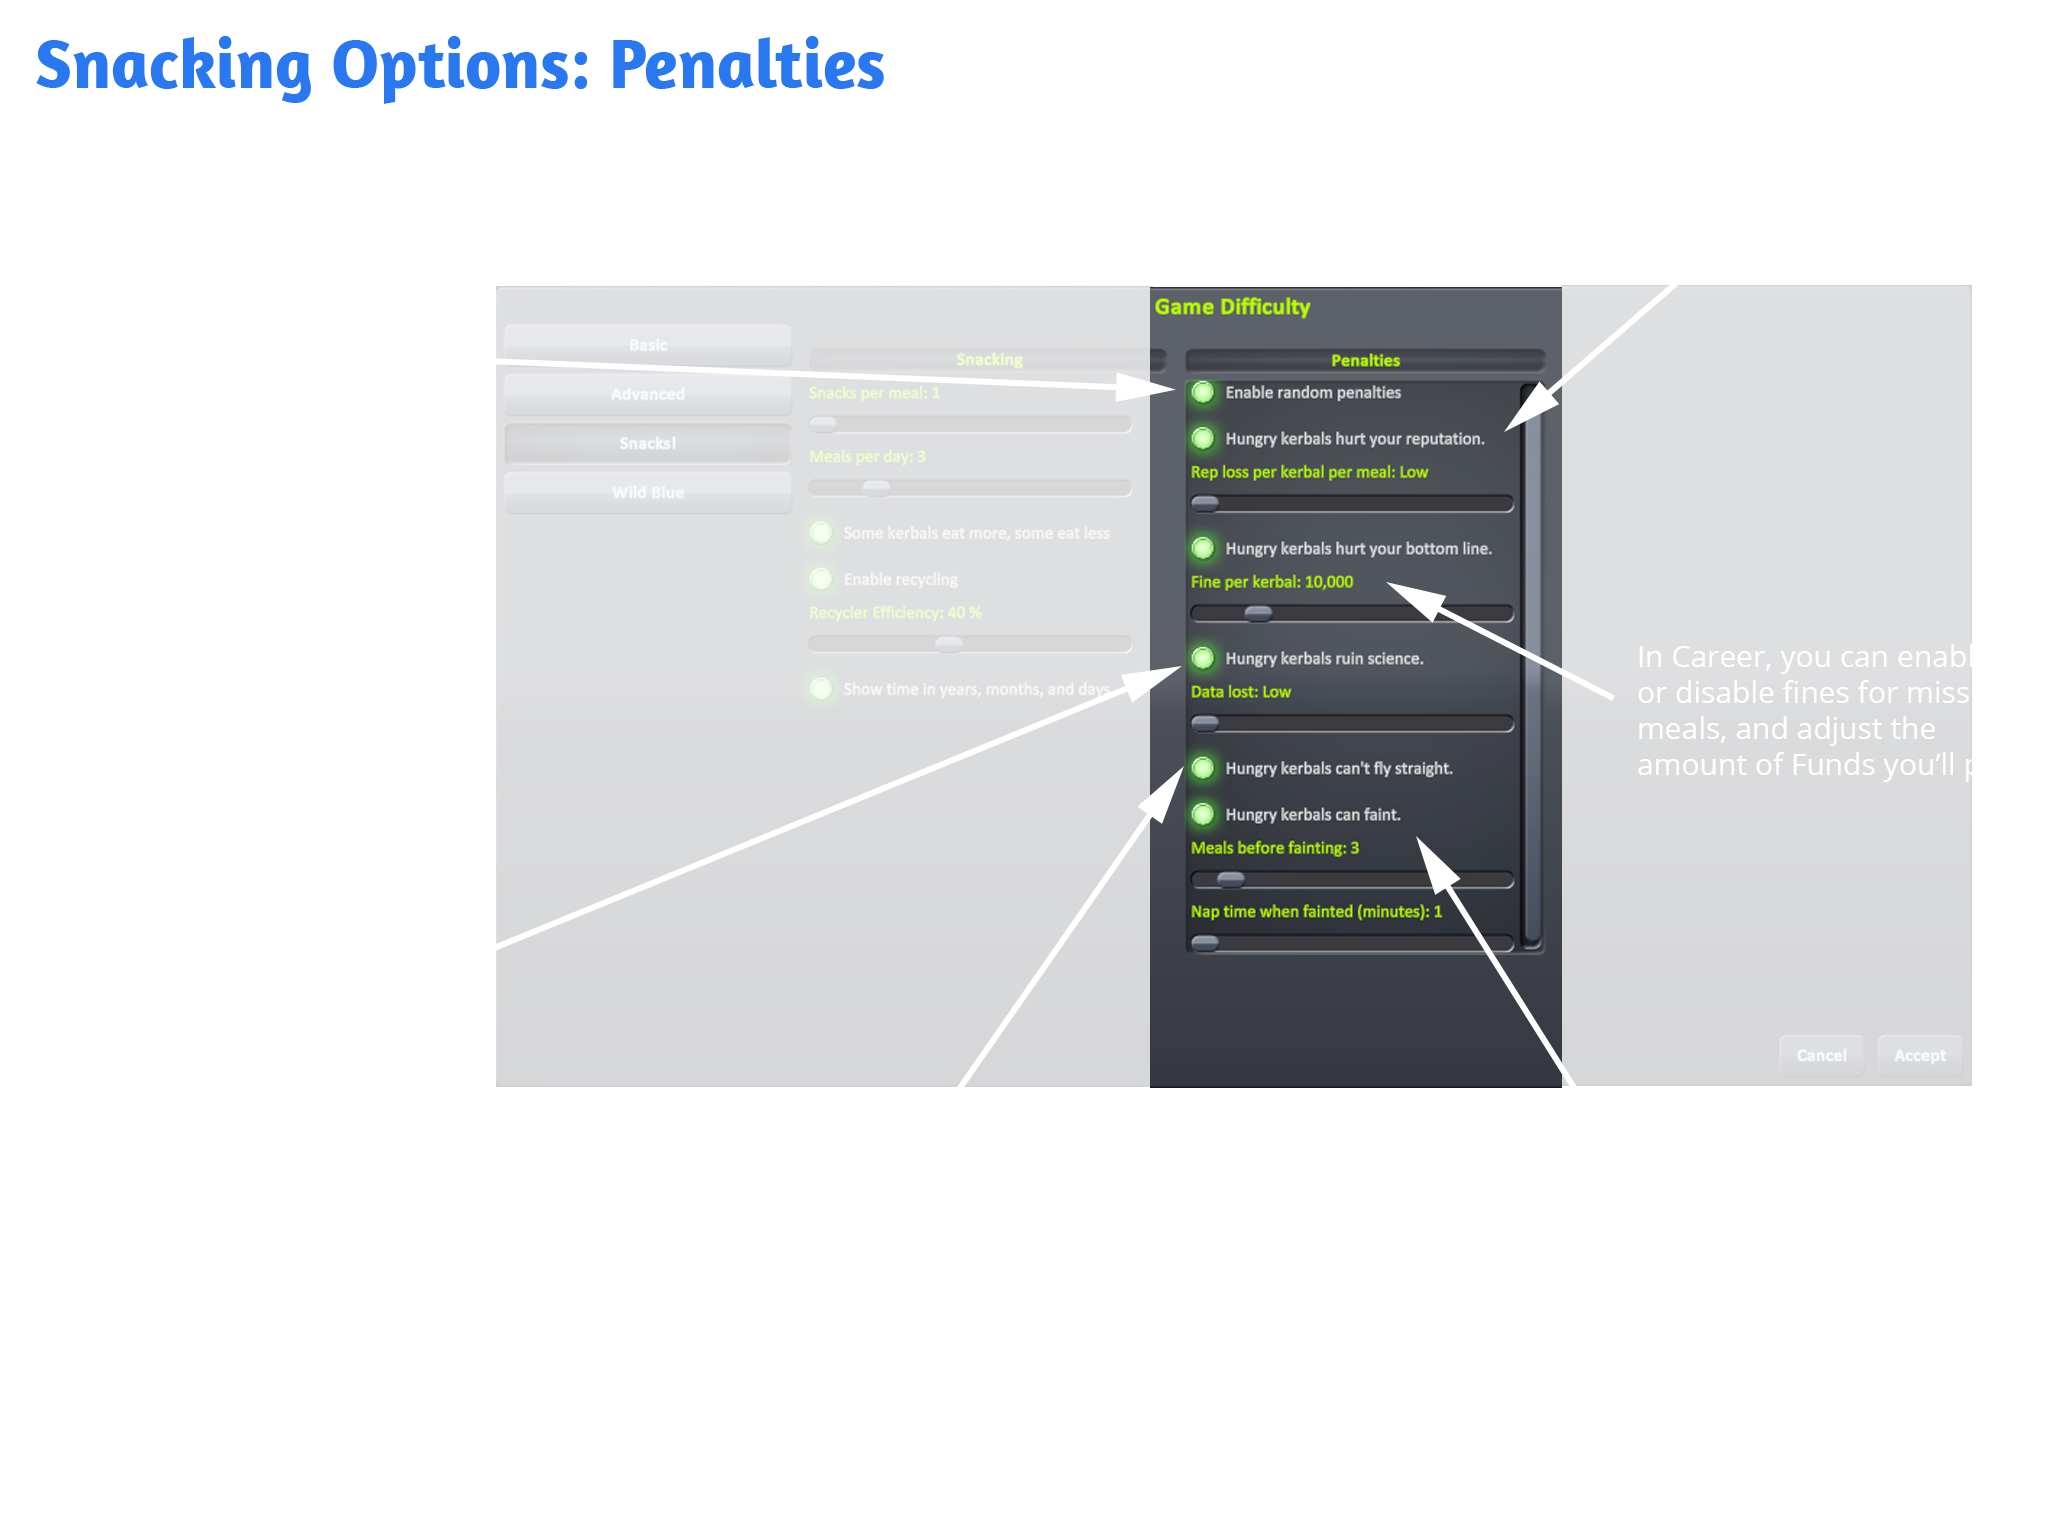 Snacking Options: Penalties
Game Difficulty
Basic
Advanced
Snacks!
Wild Blue
Snacking
Snacks per meal: 1
Meals per day: 3
Some kerbals eat more, some eat less
Enable recycling
Recycler Efficiency: 40 %
Show time in years, months, and days
Penalties
Enable random penalties
Hungry kerbals hurt your reputation.
Rep loss per kerbal per meal: Low
Hungry kerbals hurt your bottom line.
Fine per kerbal: 10,000
Hungry kerbals ruin science.
Data lost: Low
Hungry kerbals can't fly straight.
Hungry kerbals can faint.
Meals before fainting: 3
Nap time when fainted (minutes): 1
In Career, you can
or disable fines for
meals, and adjust the
amount of Funds you’ll
Cancel
Accept